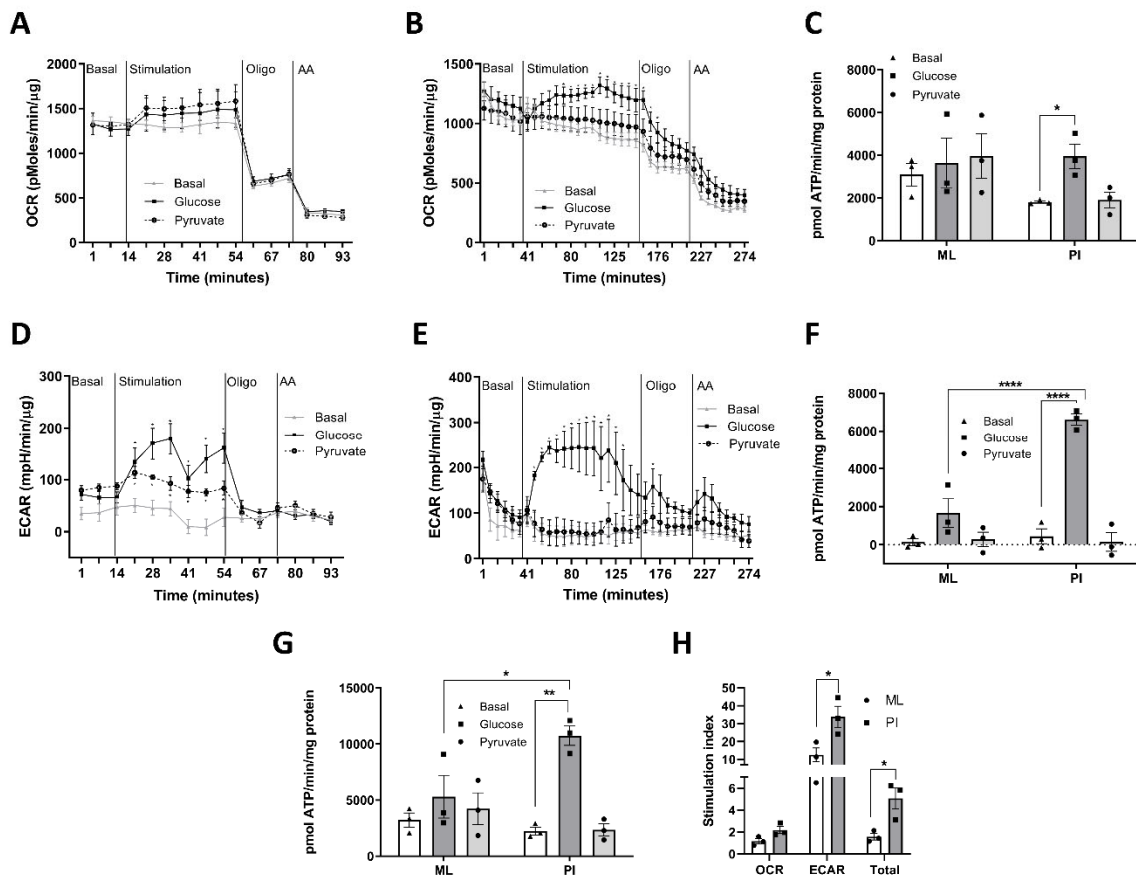 A
OCR (pMoles/min/µg)
2000
1500
1000
500
0
Basal
Stimulation
Oligo
AA
Basal
Glucose
Pyruvate
1 14 28 41 54 67 80 93
Time (minutes)
B
OCR (pMoles/min/µg)
1500
1000
500
0
Basal
Stimulation
Oligo
AA
Basal
Glucose
Pyruvate
1 41 80 125 176 227 274
Time (minutes)
C
pmol ATP/min/mg protein
8000
6000
4000
2000
0
Basal
Glucose
Pyruvate
*
ML PI
D
ECAR (mpH/min/µg)
300
200
100
0
Basal
Stimulation
Oligo
AA
Basal
Glucose
Pyruvate
1 14 28 41 54 67 80 93
Time (minutes)
E
ECAR (mpH/min/µg)
400
300
200
100
0
Basal
Stimulation
Oligo
AA
Basal
Glucose
Pyruvate
1 41 80 125 176 227 274
Time (minutes)
F
pmol ATP/min/mg protein
8000
6000
4000
2000
0
****
****
Basal
Glucose
Pyruvate
ML PI
G
pmol ATP/min/mg protein
15000
10000
5000
0
Basal
Glucose
Pyruvate
*
**
ML PI
H
Stimulation index
50
40
30
20
10
6
4
2
0
*
*
ML
PI
OCR ECAR Total